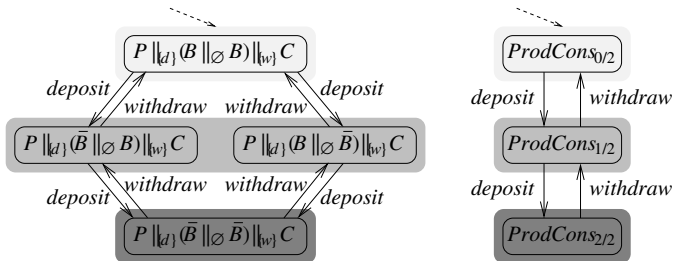 P ∥{d} (B ∥∅ B) ∥{w} C
ProdCons0/2
deposit deposit
withdraw withdraw
deposit withdraw
P ∥{d} (B̄ ∥∅ B) ∥{w} C P ∥{d} (B ∥∅ B̄) ∥{w} C
ProdCons1/2
withdraw withdraw
deposit deposit
deposit withdraw
P ∥{d} (B̄ ∥∅ B̄) ∥{w} C
ProdCons2/2